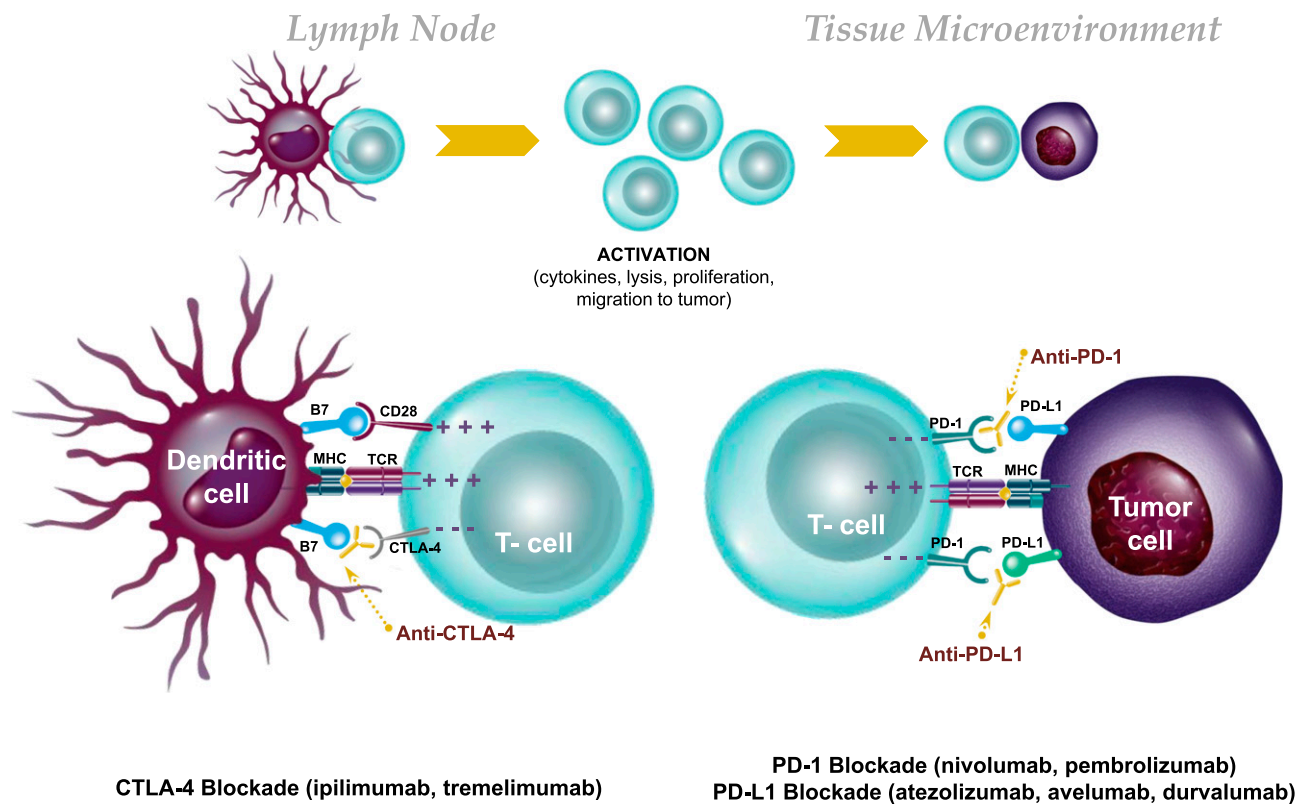 Lymph Node
Tissue Microenvironment
ACTIVATION
(cytokines, lysis, proliferation,
migration to tumor)
B7
CD28
+ + +
Dendritic
cell
MHC
TCR
+ + +
B7
CTLA-4
- - -
T- cell
Anti-CTLA-4
Anti-PD-1
PD-1
PD-L1
- - -
TCR
MHC
+ + +
T- cell
Tumor
cell
PD-1
PD-L1
- - -
Anti-PD-L1
CTLA-4 Blockade (ipilimumab, tremelimumab)
PD-1 Blockade (nivolumab, pembrolizumab)
PD-L1 Blockade (atezolizumab, avelumab, durvalumab)